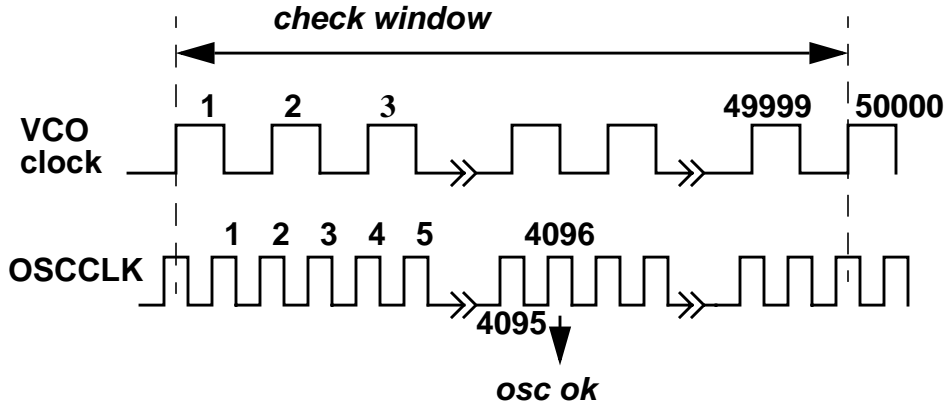 check window
1 2 3 49999 50000
VCO
clock
1 2 3 4 5 4096
OSCCLK
4095
osc ok